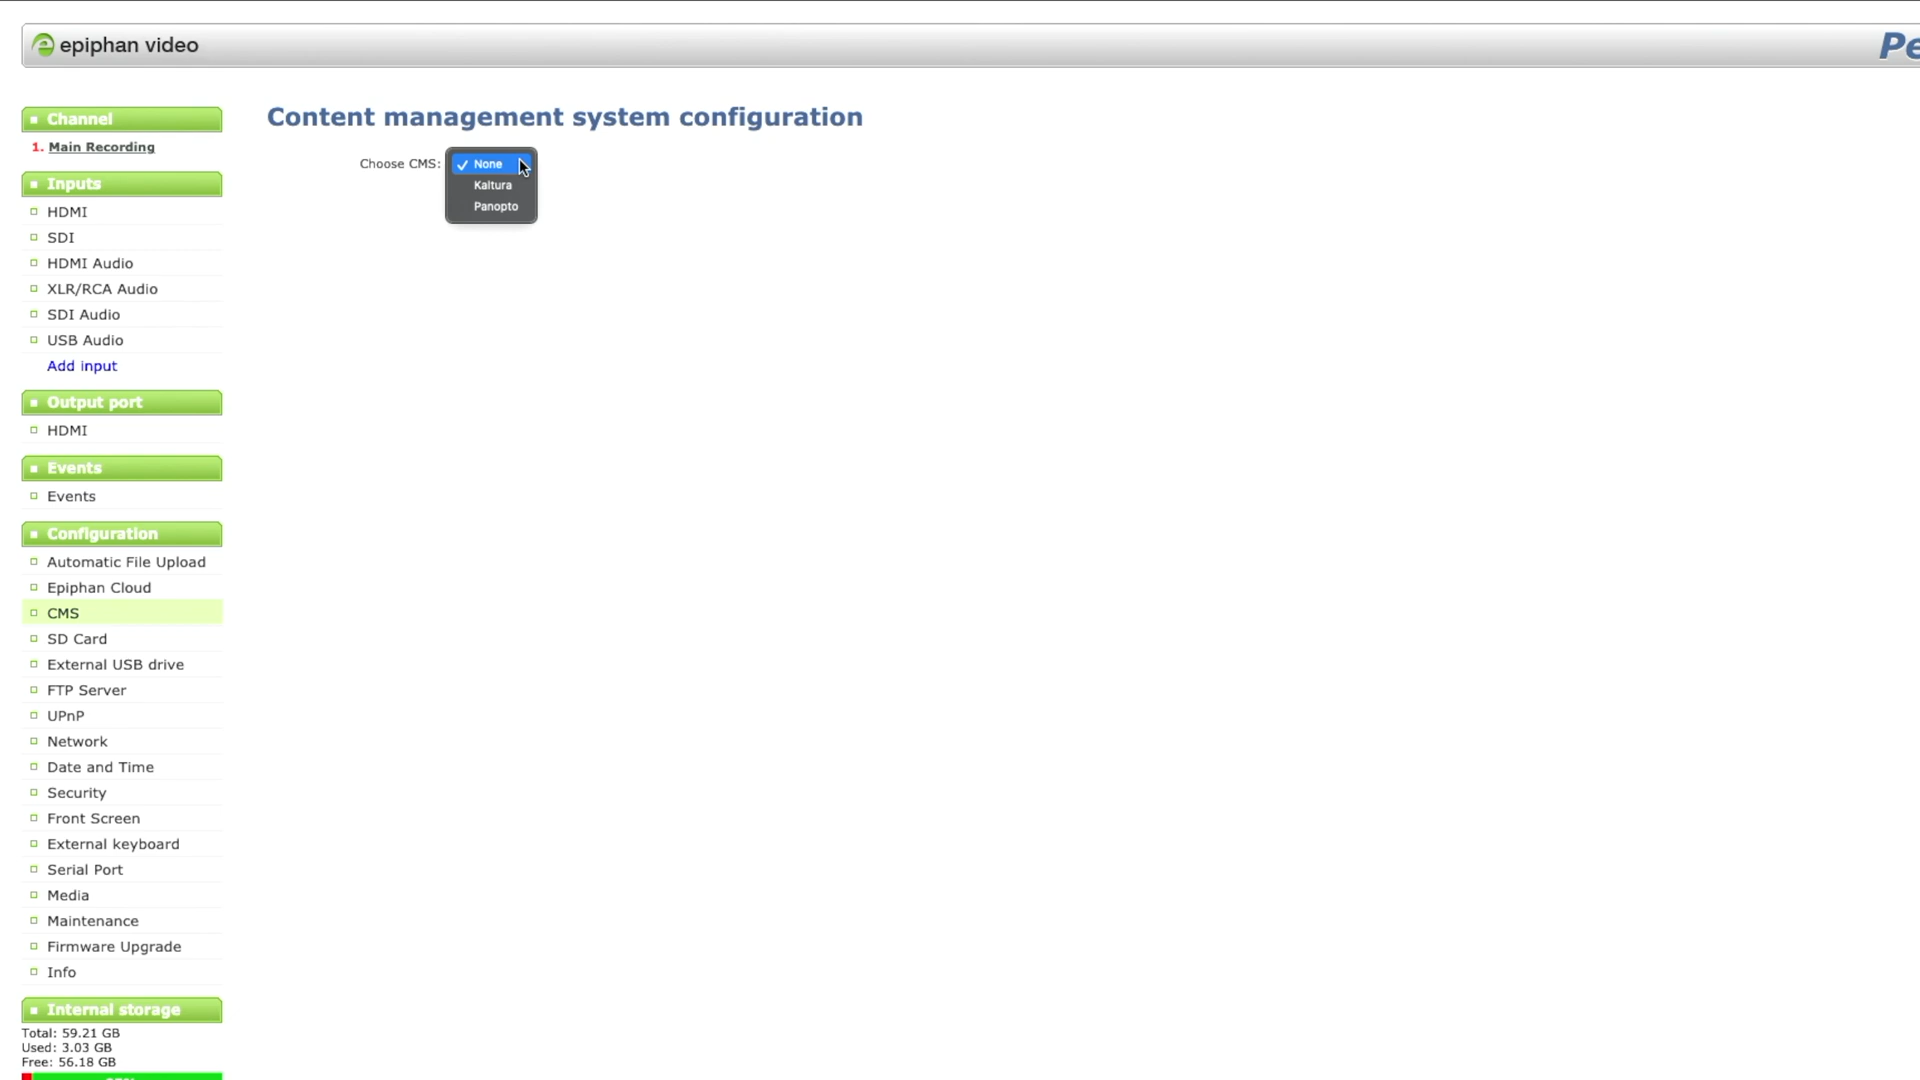 epiphan video
Pe
Channel
1. Main Recording
Inputs
HDMI
SDI
HDMI Audio
XLR/RCA Audio
SDI Audio
USB Audio
Add input
Output port
HDMI
Events
Events
Configuration
Automatic File Upload
Epiphan Cloud
CMS
SD Card
External USB drive
FTP Server
UPnP
Network
Date and Time
Security
Front Screen
External keyboard
Serial Port
Media
Maintenance
Firmware Upgrade
Info
Internal storage
Total: 59.21 GB
Used: 3.03 GB
Free: 56.18 GB
Content management system configuration
Choose CMS:
✓ None
Kaltura
Panopto